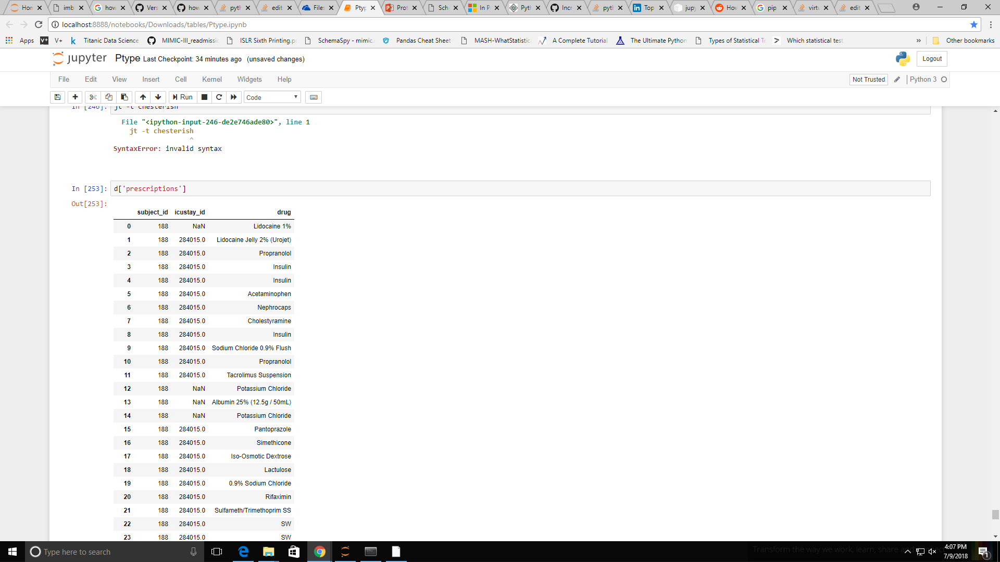 Hon
imb
how
Vers
how
pyth
edit
Files
Ptyp
Prot
Sch
In P
Pyth
Incr
pyth
Top
jupy
How
pip
virtu
edit
localhost:8888/notebooks/Downloads/tables/Ptype.ipynb
Apps
V+
Titanic Data Science
MIMIC-III_readmissio
ISLR Sixth Printing.p
SchemaSpy - mimic.
Pandas Cheat Sheet
MASH-WhatStatistic
A Complete Tutorial
The Ultimate Python
Types of Statistical Te
Which statistical test
»
Other bookmarks
jupyter Ptype Last Checkpoint: 34 minutes ago (unsaved changes)
Logout
File Edit View Insert Cell Kernel Widgets Help
Not Trusted
Python 3
Run
Code
In [246]: jt -t chesterish
File "<ipython-input-246-de2e746ade80>", line 1
jt -t chesterish
^
SyntaxError: invalid syntax
In [253]: d['prescriptions']
Out[253]:
subject_id icustay_id drug
0 188 NaN Lidocaine 1%
1 188 284015.0 Lidocaine Jelly 2% (Urojet)
2 188 284015.0 Propranolol
3 188 284015.0 Insulin
4 188 284015.0 Insulin
5 188 284015.0 Acetaminophen
6 188 284015.0 Nephrocaps
7 188 284015.0 Cholestyramine
8 188 284015.0 Insulin
9 188 284015.0 Sodium Chloride 0.9% Flush
10 188 284015.0 Propranolol
11 188 284015.0 Tacrolimus Suspension
12 188 NaN Potassium Chloride
13 188 NaN Albumin 25% (12.5g / 50mL)
14 188 NaN Potassium Chloride
15 188 284015.0 Pantoprazole
16 188 284015.0 Simethicone
17 188 284015.0 Iso-Osmotic Dextrose
18 188 284015.0 Lactulose
19 188 284015.0 0.9% Sodium Chloride
20 188 284015.0 Rifaximin
21 188 284015.0 Sulfameth/Trimethoprim SS
22 188 284015.0 SW
23 188 284015.0 SW
Type here to search
Transform the way we work, learn, share
4:07 PM
7/9/2018
1